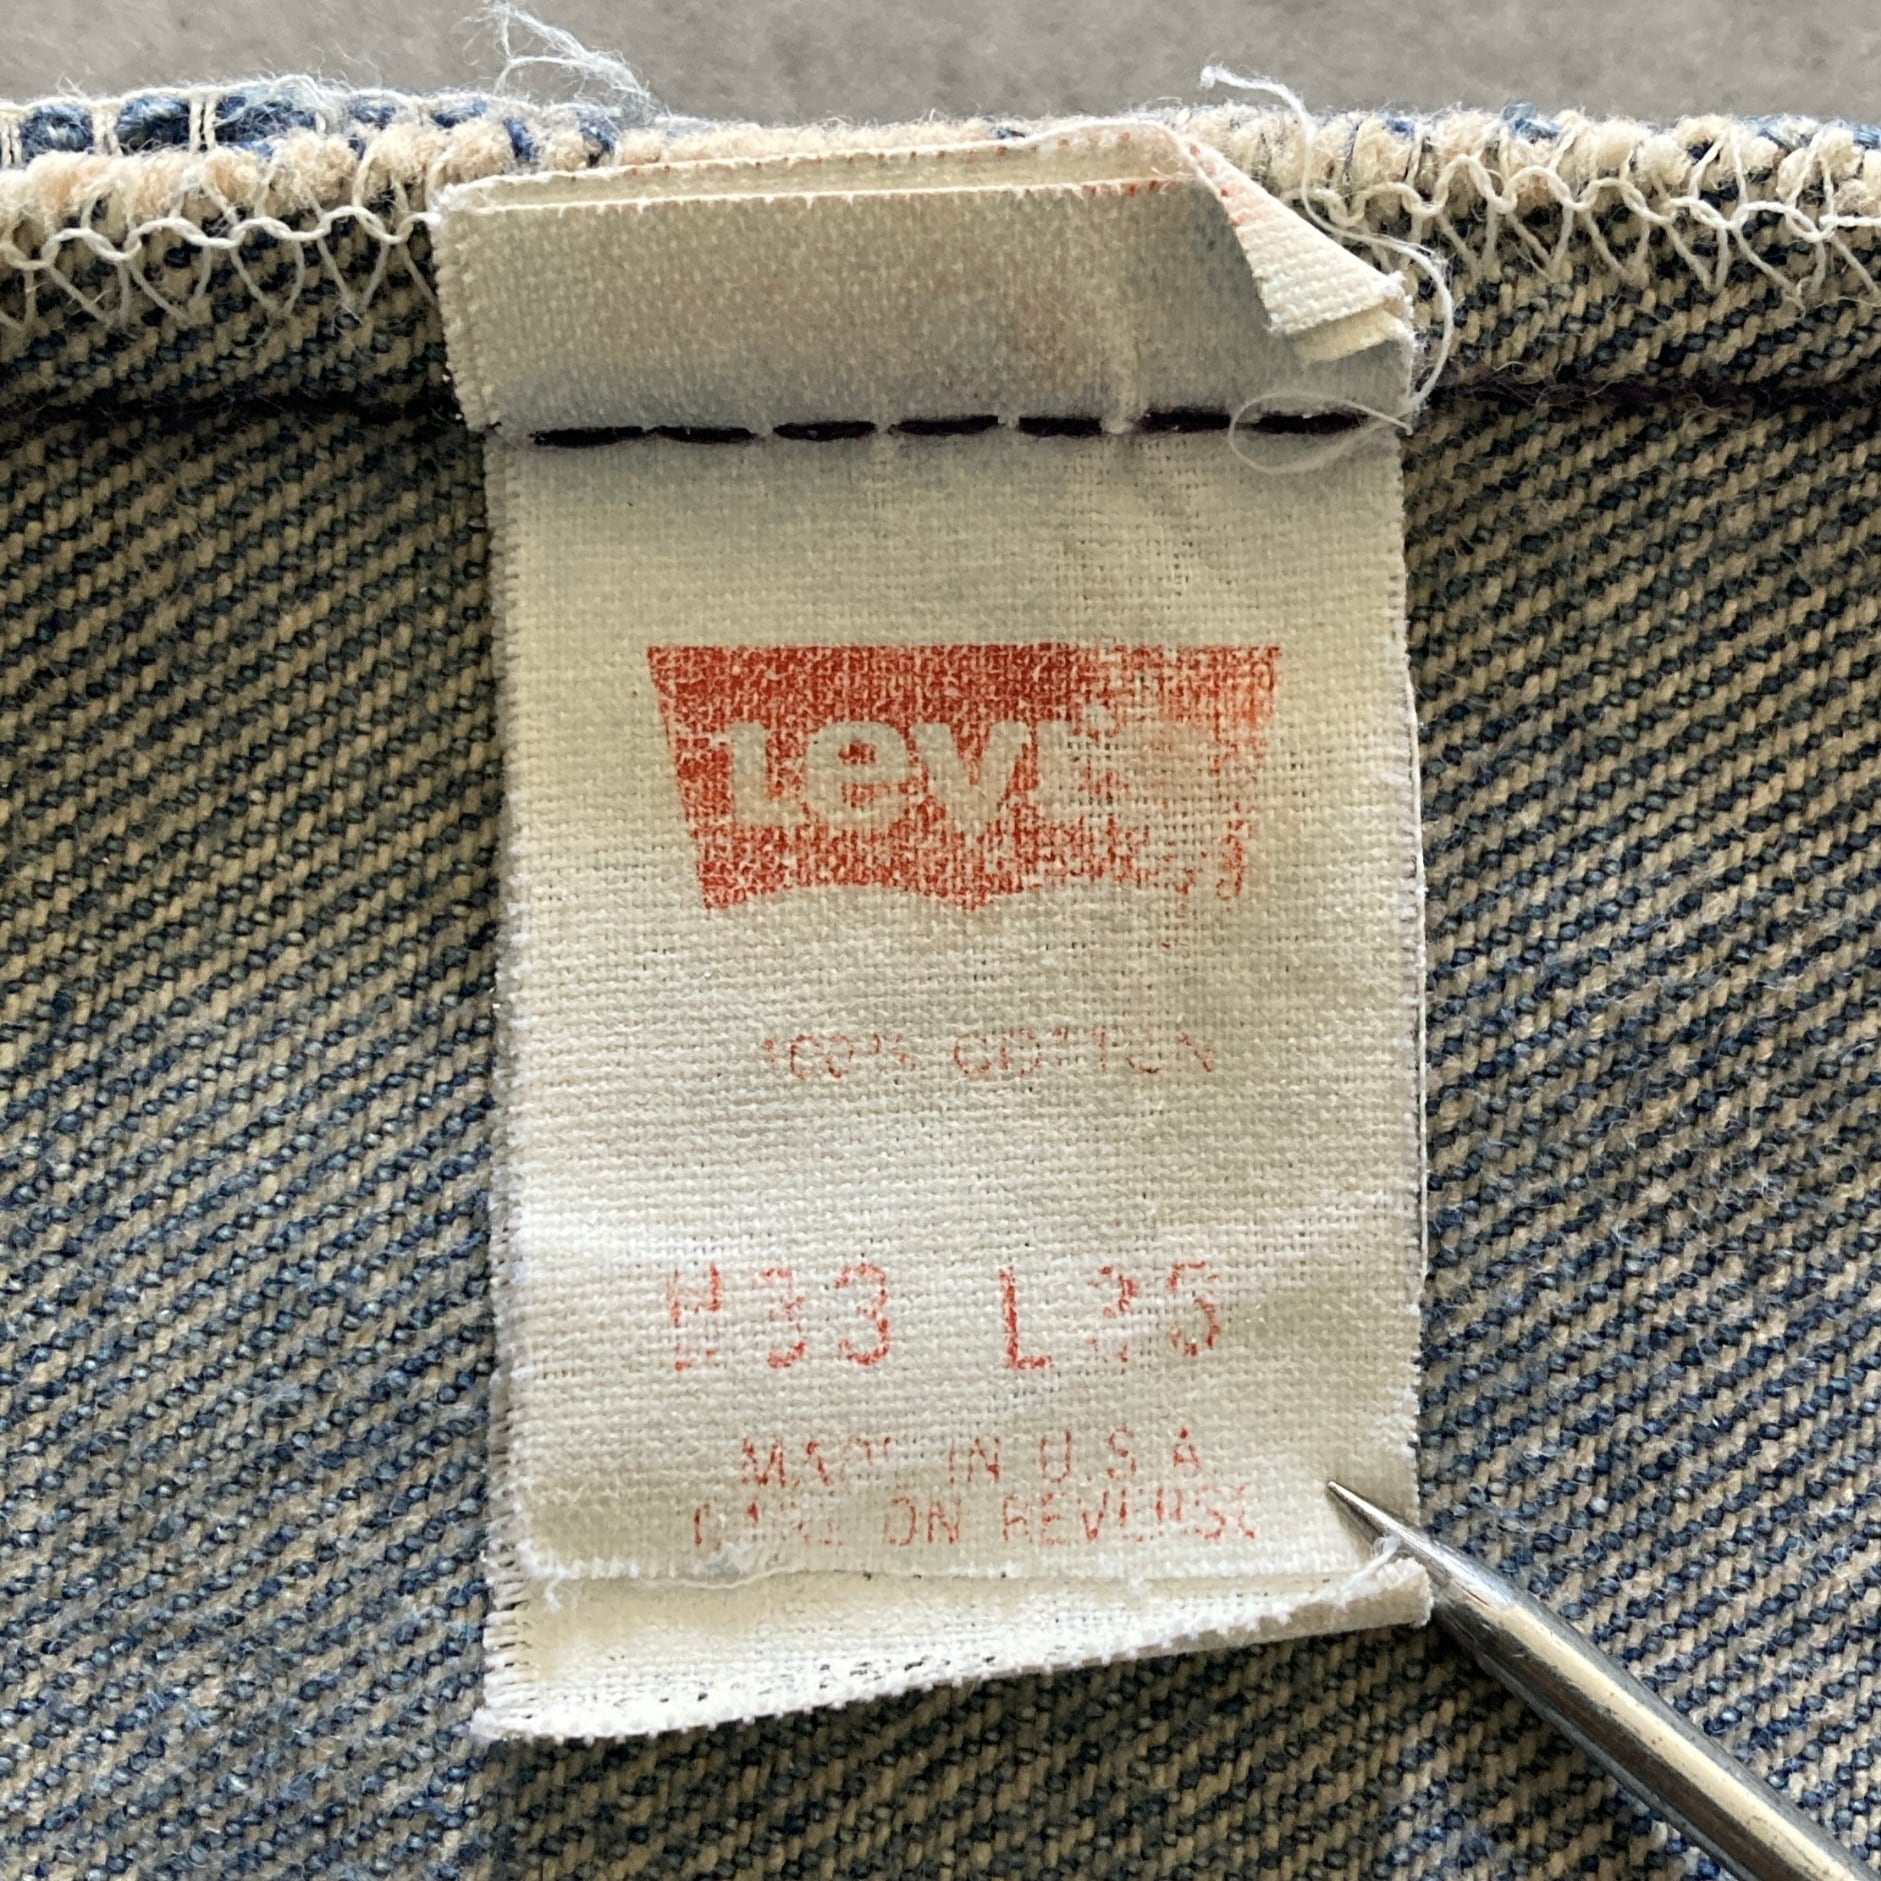 Levi's
100% COTTON
W33 L35
MADE IN U.S.A.
CARE ON REVERSE